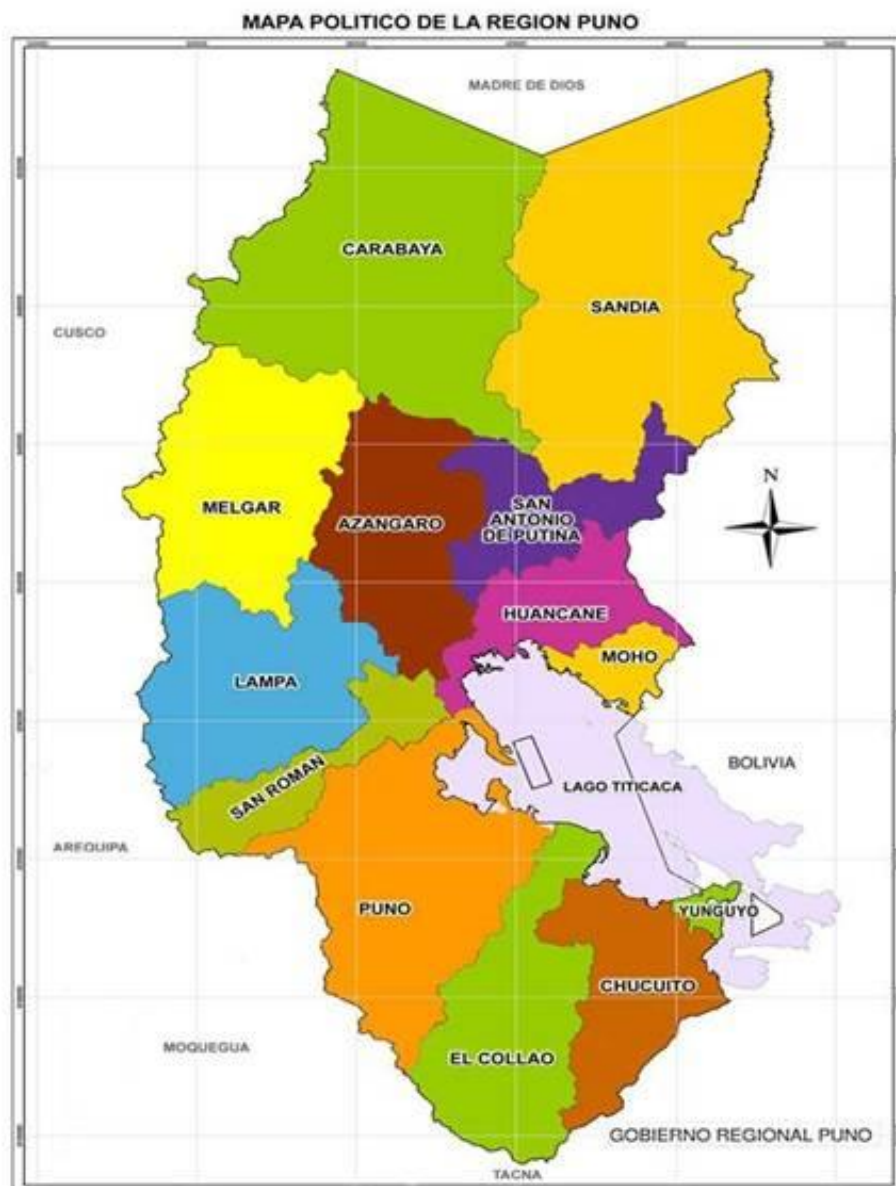 MAPA POLITICO DE LA REGION PUNO
MADRE DE DIOS
CARABAYA
SANDIA
CUSCO
MELGAR
AZANGARO
SAN
ANTONIO
DE PUTINA
N
HUANCANE
MOHO
LAMPA
BOLIVIA
SAN ROMAN
LAGO TITICACA
AREQUIPA
PUNO
YUNGUYO
CHUCUITO
MOQUEGUA
EL COLLAO
GOBIERNO REGIONAL PUNO
TACNA